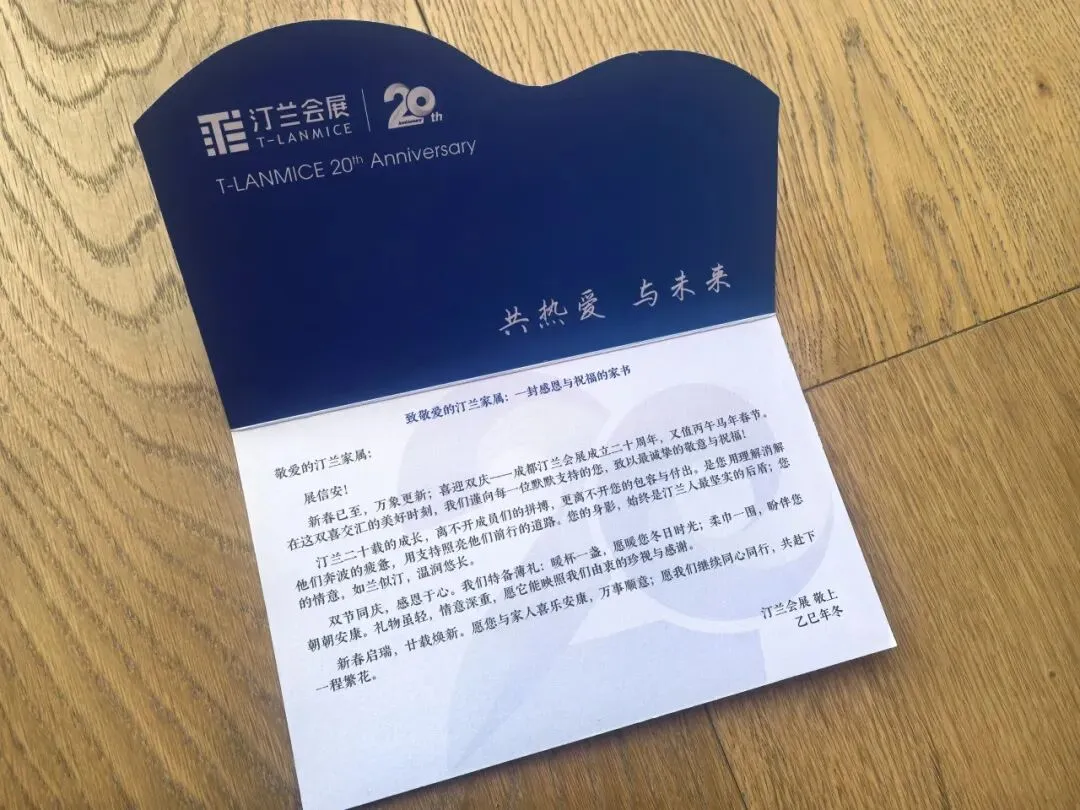 汀兰会展
T-LANMICE
20th
Anniversary
T-LANMICE 20th Anniversary
共热爱 与未来
致敬爱的汀兰家属：一封感恩与祝福的家书
敬爱的汀兰家属：
展信安！
新春已至，万象更新；喜迎双庆——成都汀兰会展成立二十周年，又值丙午马年春节。
在这双喜交汇的美好时刻，我们谨向每一位默默支持的您，致以最诚挚的敬意与祝福！
汀兰二十载的成长，离不开成员们的拼搏，更离不开您的包容与付出。是您用理解消解
他们奔波的疲惫，用支持照亮他们前行的道路。您的身影，始终是汀兰人最坚实的后盾；您
的情意，如兰似汀，温润悠长。
双节同庆，感恩于心。我们特备薄礼：暖杯一盏，愿暖您冬日时光；柔巾一围，盼伴您
朝朝安康。礼物虽轻，情意深重，愿它能映照我们由衷的珍视与感谢。
新春启瑞，廿载焕新。愿您与家人喜乐安康，万事顺意；愿我们继续同心同行，共赴下
一程繁花。
汀兰会展 敬上
乙巳年冬